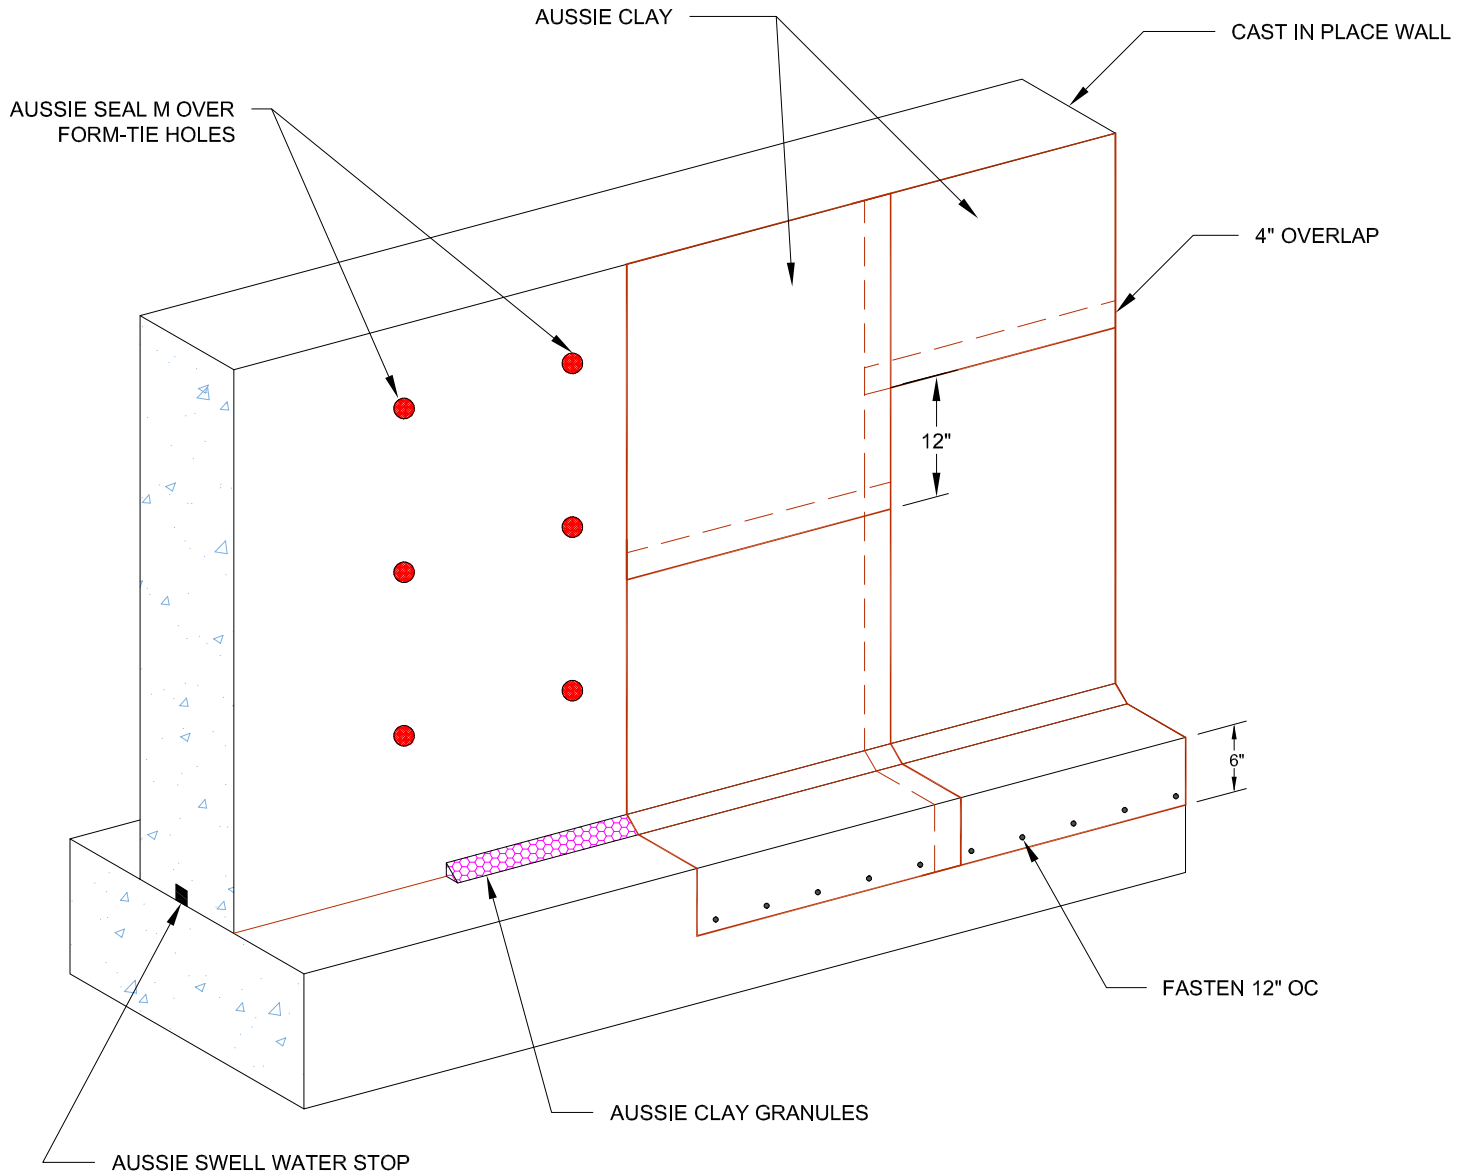 AUSSIE CLAY
CAST IN PLACE WALL
AUSSIE SEAL M OVER
FORM-TIE HOLES
4" OVERLAP
12"
6"
FASTEN 12" OC
AUSSIE CLAY GRANULES
AUSSIE SWELL WATER STOP